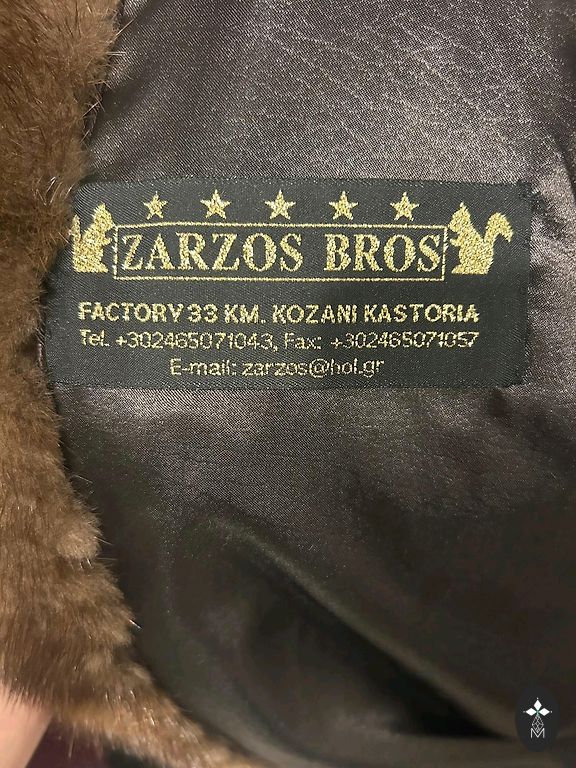 ZARZOS BROS
FACTORY 33 KM. KOZANI KASTORIA
Tel. +302465071043, Fax: +302465071057
E-mail: zarzos@hol.gr
M